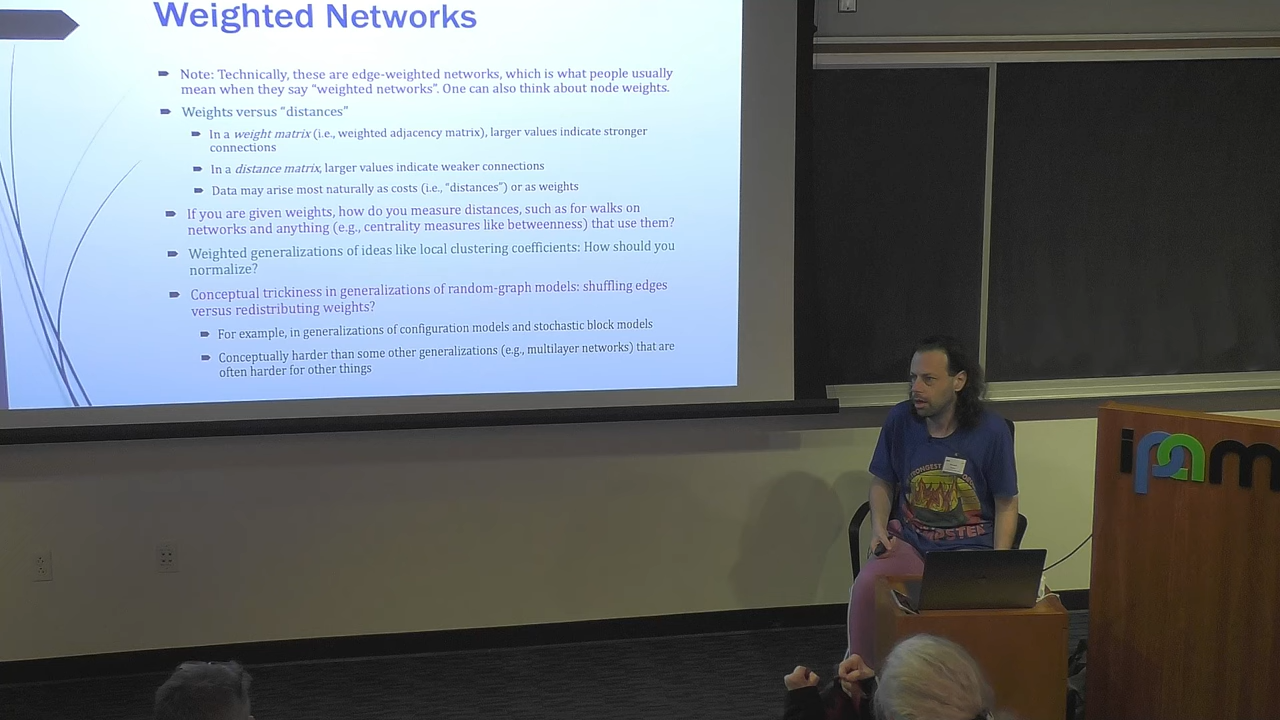 Weighted Networks
Note: Technically, these are edge-weighted networks, which is what people usually
mean when they say “weighted networks”. One can also think about node weights.
Weights versus “distances”
In a weight matrix (i.e., weighted adjacency matrix), larger values indicate stronger
connections
In a distance matrix, larger values indicate weaker connections
Data may arise most naturally as costs (i.e., “distances”) or as weights
If you are given weights, how do you measure distances, such as for walks on
networks and anything (e.g., centrality measures like betweenness) that use them?
Weighted generalizations of ideas like local clustering coefficients: How should you
normalize?
Conceptual trickiness in generalizations of random-graph models: shuffling edges
versus redistributing weights?
For example, in generalizations of configuration models and stochastic block models
Conceptually harder than some other generalizations (e.g., multilayer networks) that are
often harder for other things
ipam